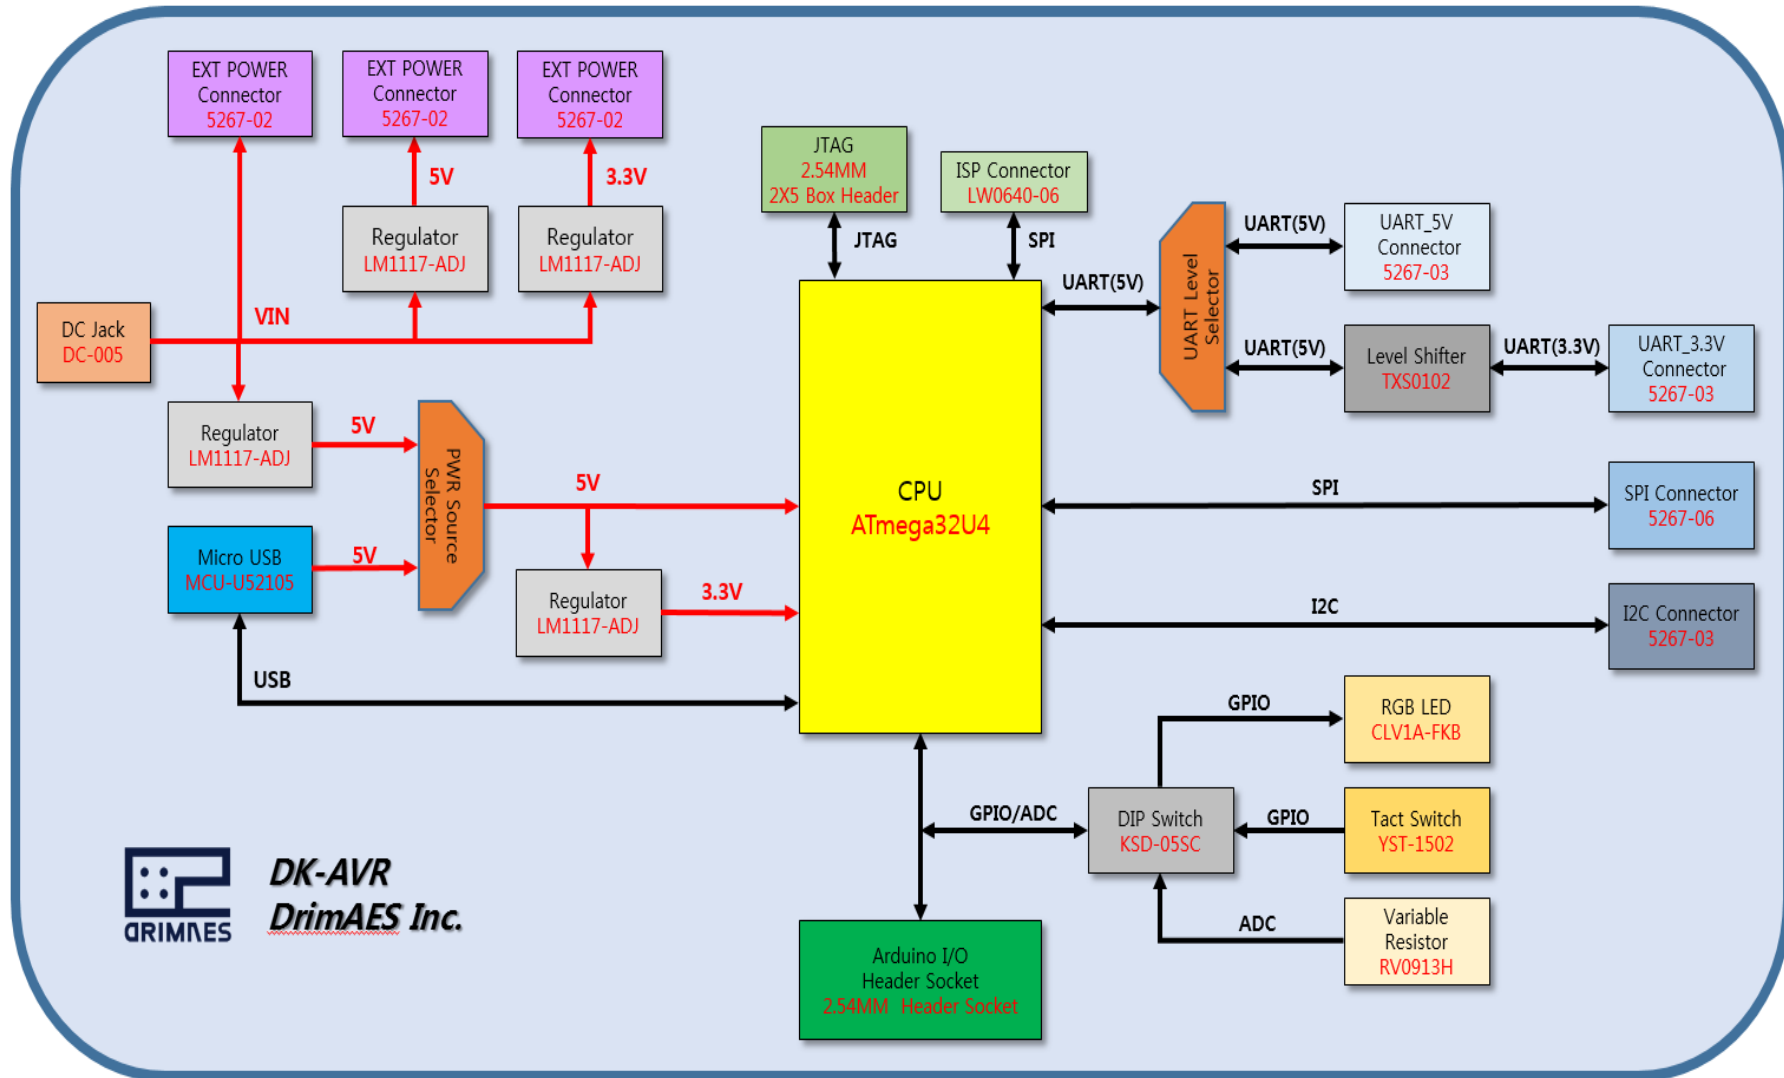 EXT POWER
Connector
5267-02
EXT POWER
Connector
5267-02
EXT POWER
Connector
5267-02
5V
3.3V
Regulator
LM1117-ADJ
Regulator
LM1117-ADJ
DC Jack
DC-005
VIN
Regulator
LM1117-ADJ
5V
PWR Source
Selector
Micro USB
MCU-U52105
5V
5V
Regulator
LM1117-ADJ
3.3V
USB
JTAG
2.54MM
2X5 Box Header
JTAG
ISP Connector
LW0640-06
SPI
CPU
ATmega32U4
UART(5V)
UART Level
Selector
UART(5V)
UART_5V
Connector
5267-03
UART(5V)
Level Shifter
TXS0102
UART(3.3V)
UART_3.3V
Connector
5267-03
SPI
SPI Connector
5267-06
I2C
I2C Connector
5267-03
GPIO
RGB LED
CLV1A-FKB
GPIO/ADC
DIP Switch
KSD-05SC
GPIO
Tact Switch
YST-1502
ADC
Variable
Resistor
RV0913H
Arduino I/O
Header Socket
2.54MM Header Socket
DRIMAES
DK-AVR
DrimAES Inc.